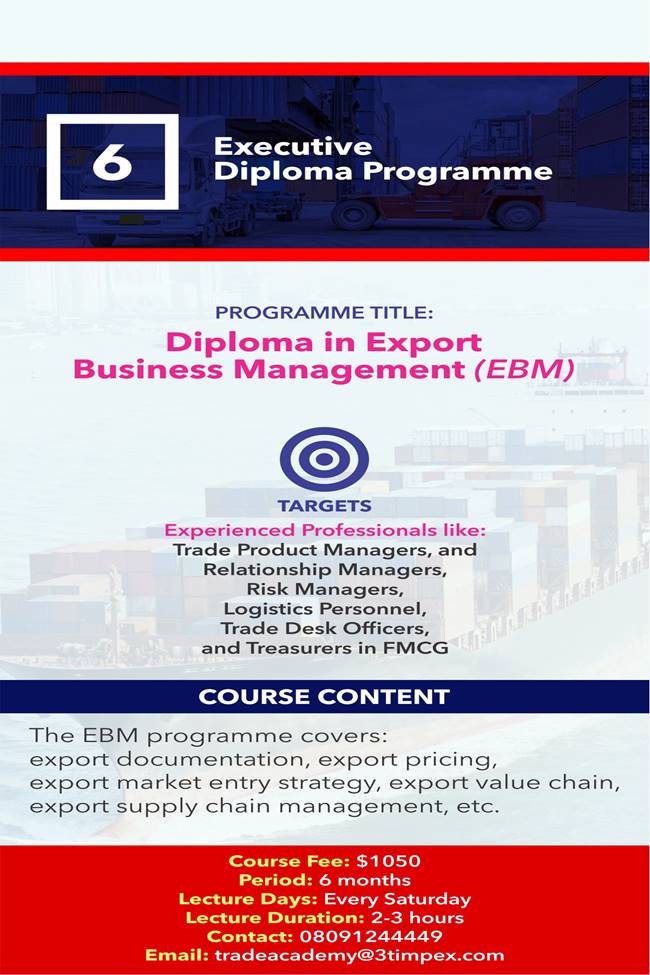 6
Executive
Diploma Programme
PROGRAMME TITLE:
Diploma in Export
Business Management (EBM)
TARGETS
Experienced Professionals like:
Trade Product Managers, and
Relationship Managers,
Risk Managers,
Logistics Personnel,
Trade Desk Officers,
and Treasurers in FMCG
COURSE CONTENT
The EBM programme covers:
export documentation, export pricing,
export market entry strategy, export value chain,
export supply chain management, etc.
Course Fee: $1050
Period: 6 months
Lecture Days: Every Saturday
Lecture Duration: 2-3 hours
Contact: 08091244449
Email: tradeacademy@3timpex.com